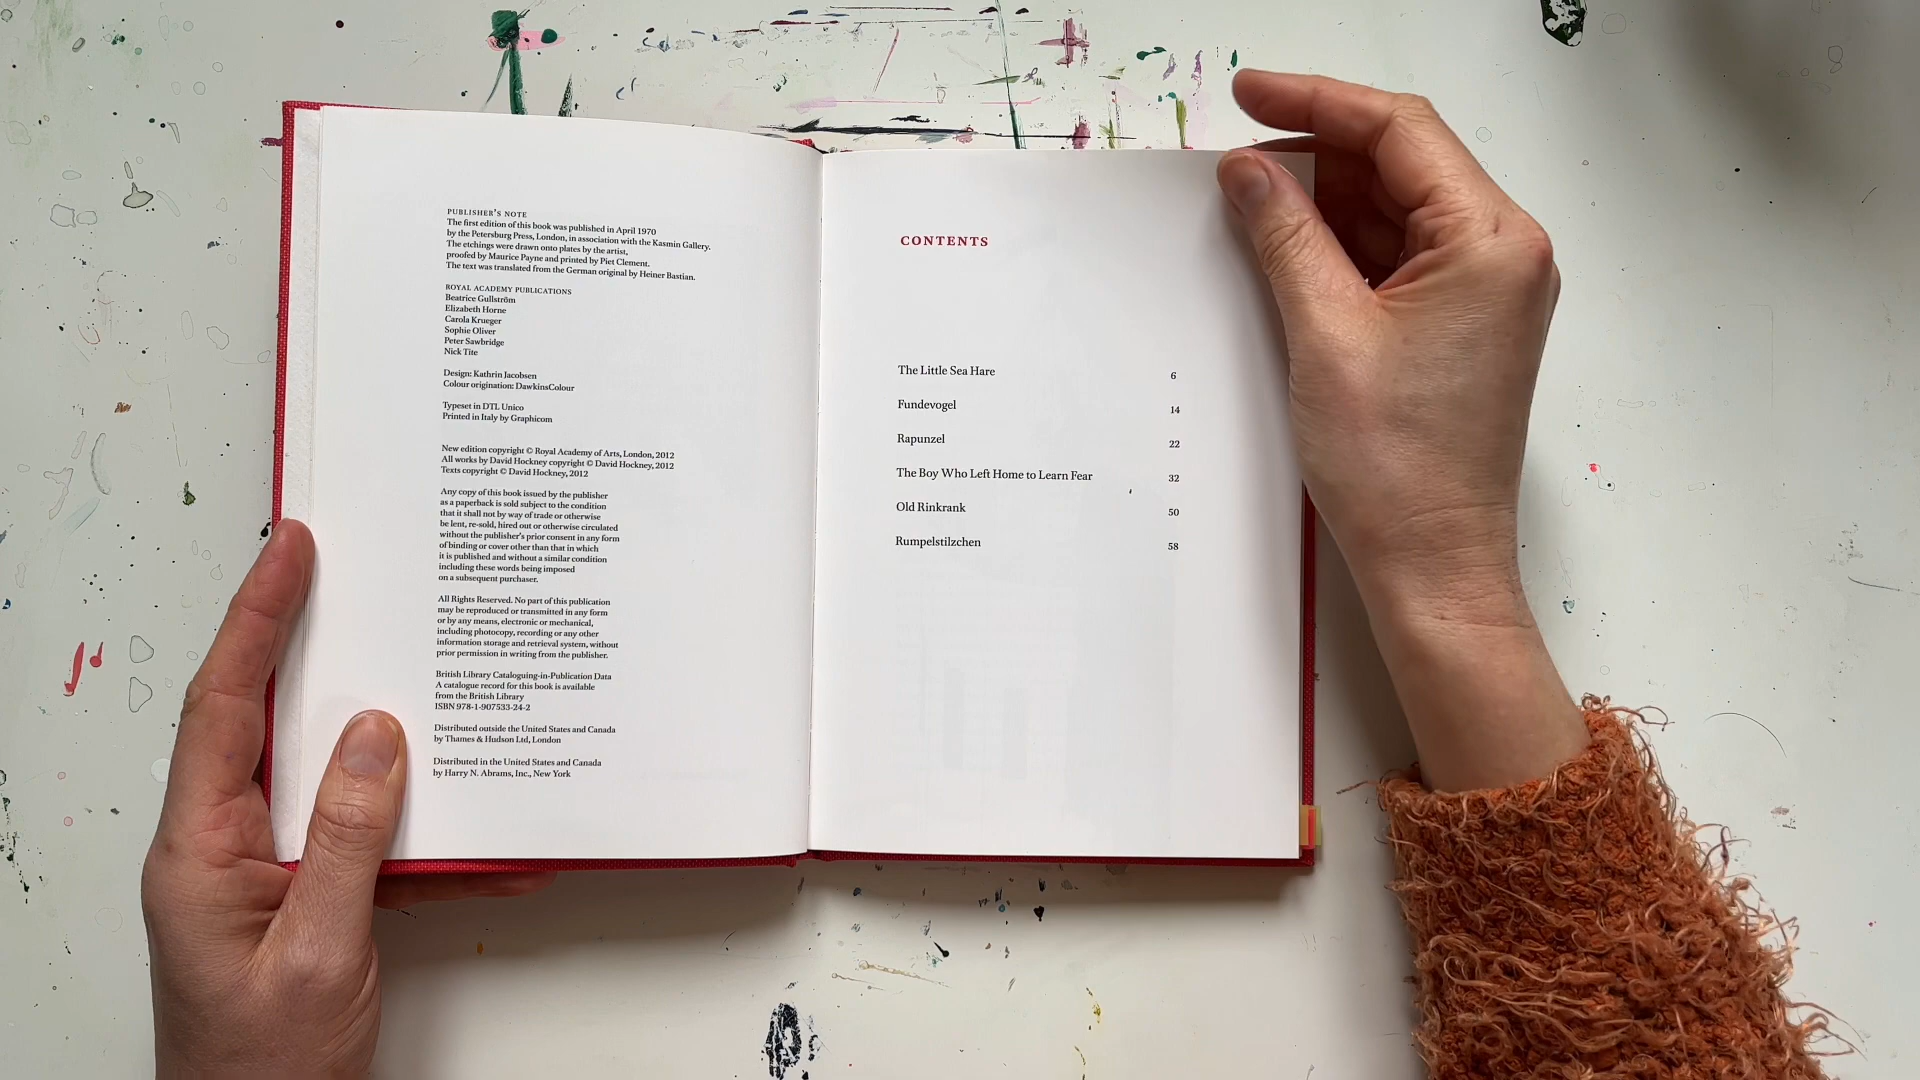 PUBLISHER'S NOTE
The first edition of this book was published in April 1970
by the Petersburg Press, London, in association with the Kasmin Gallery.
The etchings were drawn onto plates by the artist,
proofed by Maurice Payne and printed by Piet Clement.
The text was translated from the German original by Heiner Bastian.
ROYAL ACADEMY PUBLICATIONS
Beatrice Gullström
Elizabeth Horne
Carola Krueger
Sophie Oliver
Peter Sawbridge
Nick Tite
Design: Kathrin Jacobsen
Colour origination: DawkinsColour
Typeset in DTL Unico
Printed in Italy by Graphicom
New edition copyright © Royal Academy of Arts, London, 2012
All works by David Hockney copyright © David Hockney, 2012
Texts copyright © David Hockney, 2012
Any copy of this book issued by the publisher
as a paperback is sold subject to the condition
that it shall not by way of trade or otherwise
be lent, re-sold, hired out or otherwise circulated
without the publisher's prior consent in any form
of binding or cover other than that in which
it is published and without a similar condition
including these words being imposed
on a subsequent purchaser.
All Rights Reserved. No part of this publication
may be reproduced or transmitted in any form
or by any means, electronic or mechanical,
including photocopy, recording or any other
information storage and retrieval system, without
prior permission in writing from the publisher.
British Library Cataloguing-in-Publication Data
A catalogue record for this book is available
from the British Library
ISBN 978-1-907533-24-2
Distributed outside the United States and Canada
by Thames & Hudson Ltd, London
Distributed in the United States and Canada
by Harry N. Abrams, Inc., New York
CONTENTS
The Little Sea Hare 6
Fundevogel 14
Rapunzel 22
The Boy Who Left Home to Learn Fear 32
Old Rinkrank 50
Rumpelstilzchen 58